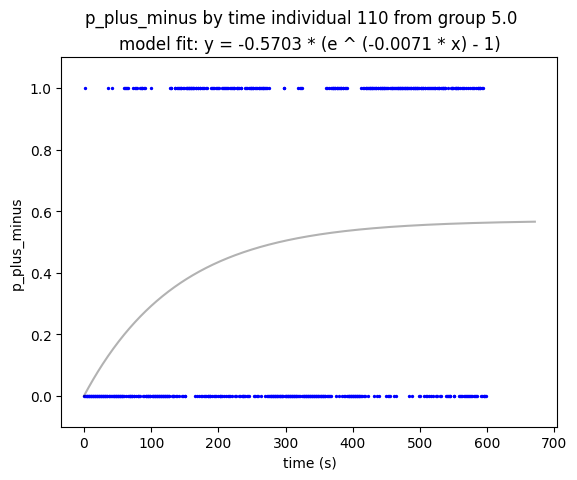 p_plus_minus by time individual 110 from group 5.0
model fit: y = -0.5703 * (e ^ (-0.0071 * x) - 1)
1.0
0.8
0.6
0.4
0.2
0.0
p_plus_minus
0 100 200 300 400 500 600 700
time (s)